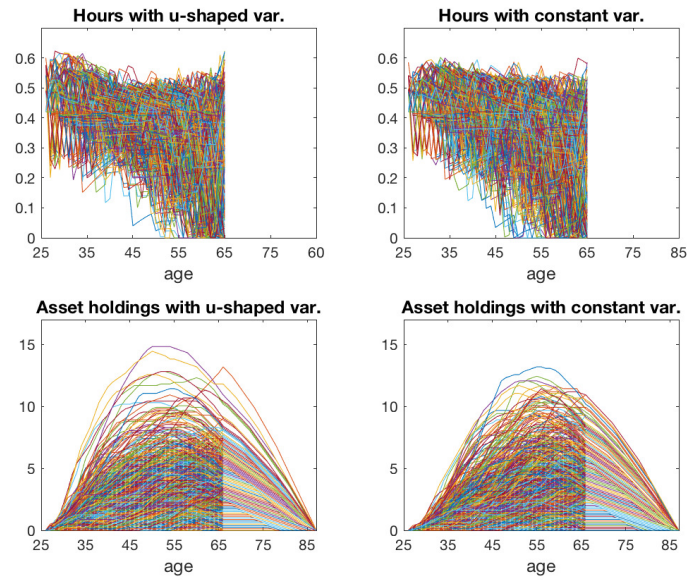 Hours with u-shaped var.
Hours with constant var.
0.6
0.5
0.4
0.3
0.2
0.1
0
25 35 45 55 65 75 60
age
0.6
0.5
0.4
0.3
0.2
0.1
0
25 35 45 55 65 75 85
age
Asset holdings with u-shaped var.
Asset holdings with constant var.
15
10
5
0
25 35 45 55 65 75 85
age
15
10
5
0
25 35 45 55 65 75 85
age